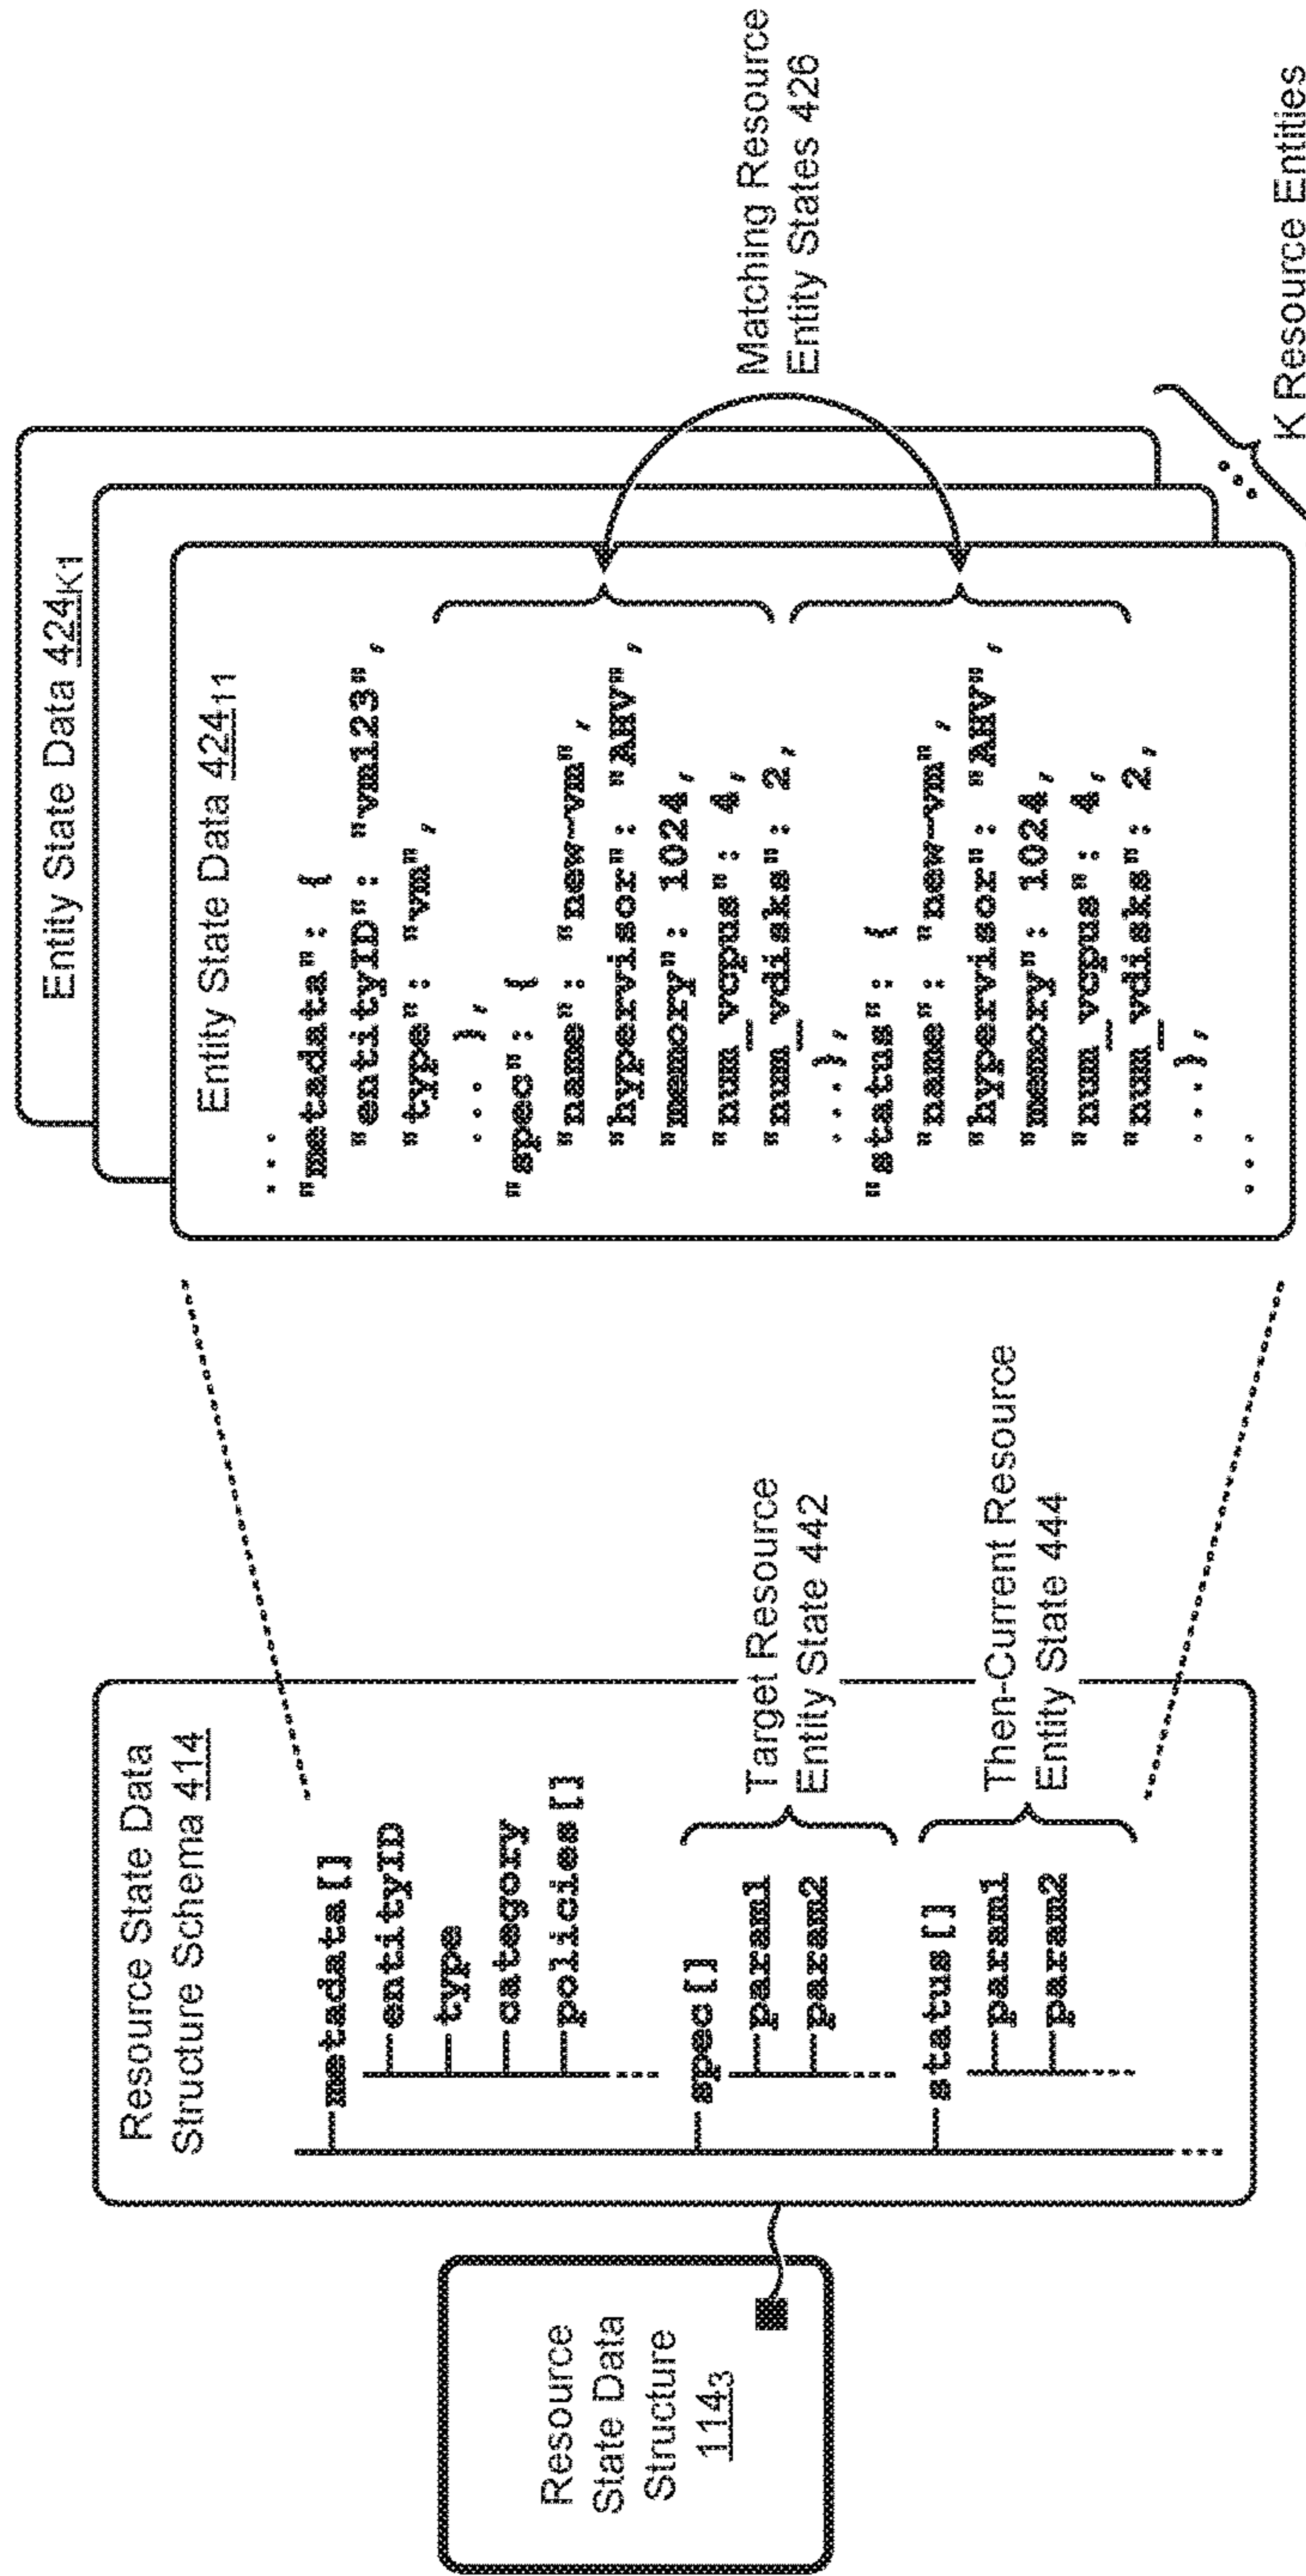 Resource
State Data
Structure
114₃
Resource State Data
Structure Schema 414
metadata[]
entityID
type
category
policies[]
spec[]
param1
param2
status[]
param1
param2
Target Resource
Entity State 442
Then-Current Resource
Entity State 444
Entity State Data 424K1
Entity State Data 424₁₁
...
"metadata": {
"entityID": "vm123",
"type": "vm",
... },
"spec": {
"name": "new-vm",
"hypervisor": "AHV",
"memory": 1024,
"num_vcpus": 4,
"num_vdisks": 2,
...},
"status": {
"name": "new-vm",
"hypervisor": "AHV",
"memory": 1024,
"num_vcpus": 4,
"num_vdisks": 2,
...},
...
Matching Resource
Entity States 426
...
K Resource Entities